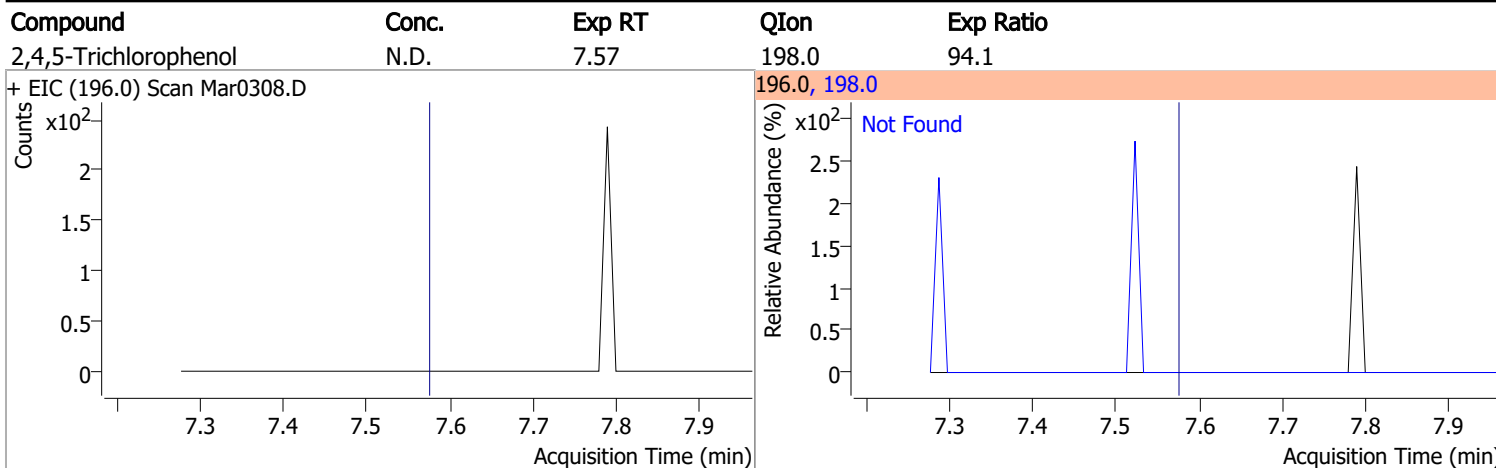 Compound Conc. Exp RT QIon Exp Ratio
2,4,5-Trichlorophenol N.D. 7.57 198.0 94.1
+ EIC (196.0) Scan Mar0308.D
Counts
x10²
2
1.5
1
0.5
0
7.3 7.4 7.5 7.6 7.7 7.8 7.9
Acquisition Time (min)
196.0, 198.0
Relative Abundance (%)
x10²
Not Found
2.5
2
1.5
1
0.5
0
7.3 7.4 7.5 7.6 7.7 7.8 7.9
Acquisition Time (min)